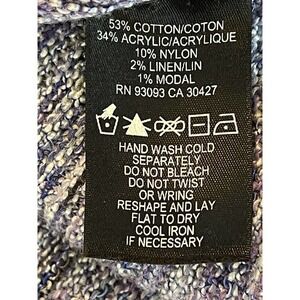 53% COTTON/COTON
34% ACRYLIC/ACRYLIQUE
10% NYLON
2% LINEN/LIN
1% MODAL
RN 93093 CA 30427
HAND WASH COLD
SEPARATELY
DO NOT BLEACH
DO NOT TWIST
OR WRING
RESHAPE AND LAY
FLAT TO DRY
COOL IRON
IF NECESSARY